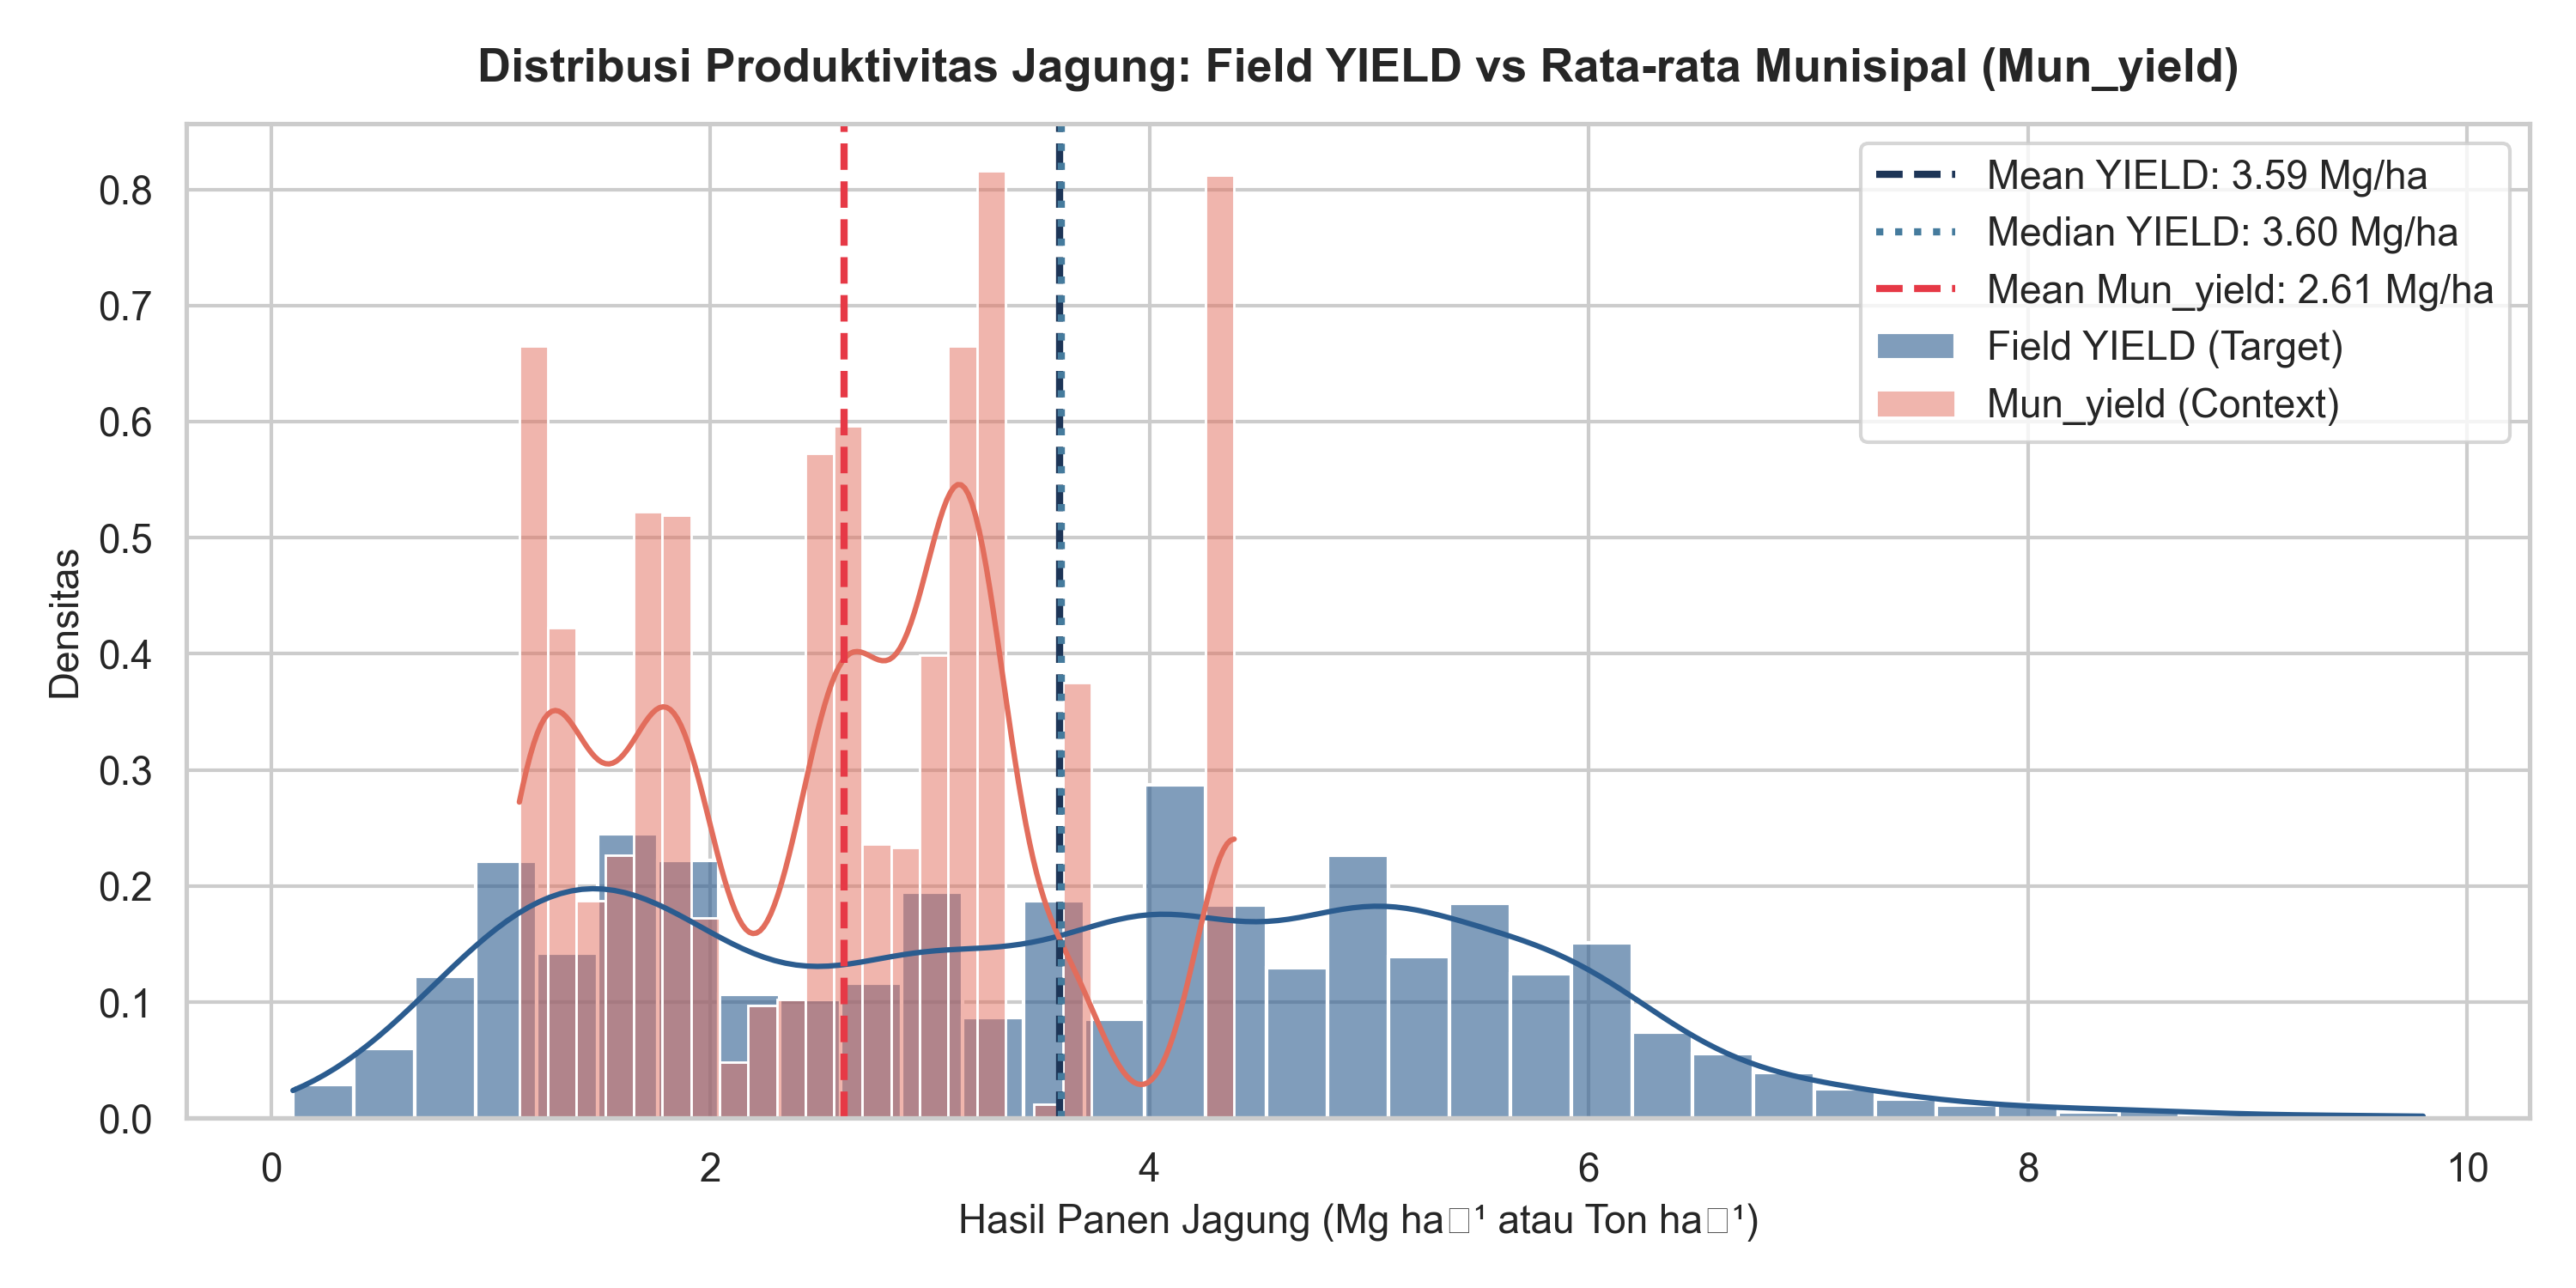 Distribusi Produktivitas Jagung: Field YIELD vs Rata-rata Munisipal (Mun_yield)
Mean YIELD: 3.59 Mg/ha
Median YIELD: 3.60 Mg/ha
Mean Mun_yield: 2.61 Mg/ha
Field YIELD (Target)
Mun_yield (Context)
Densitas
0.8
0.7
0.6
0.5
0.4
0.3
0.2
0.1
0.0
0 2 4 6 8 10
Hasil Panen Jagung (Mg ha□¹ atau Ton ha□¹)